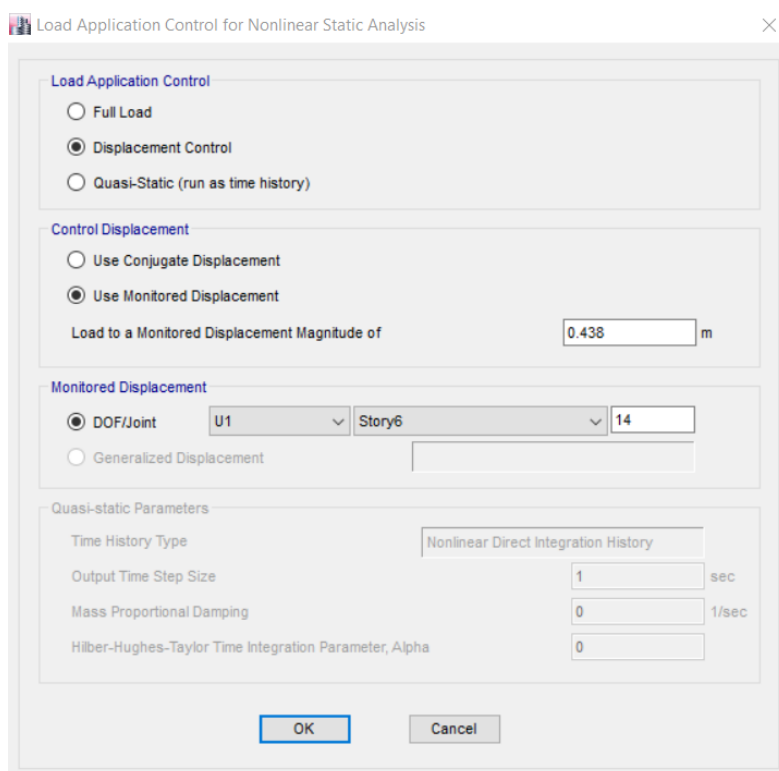 Load Application Control for Nonlinear Static Analysis
Load Application Control
Full Load
Displacement Control
Quasi-Static (run as time history)
Control Displacement
Use Conjugate Displacement
Use Monitored Displacement
Load to a Monitored Displacement Magnitude of 0.438 m
Monitored Displacement
DOF/Joint U1 Story6 14
Generalized Displacement
Quasi-static Parameters
Time History Type Nonlinear Direct Integration History
Output Time Step Size 1 sec
Mass Proportional Damping 0 1/sec
Hilber-Hughes-Taylor Time Integration Parameter, Alpha 0
OK Cancel